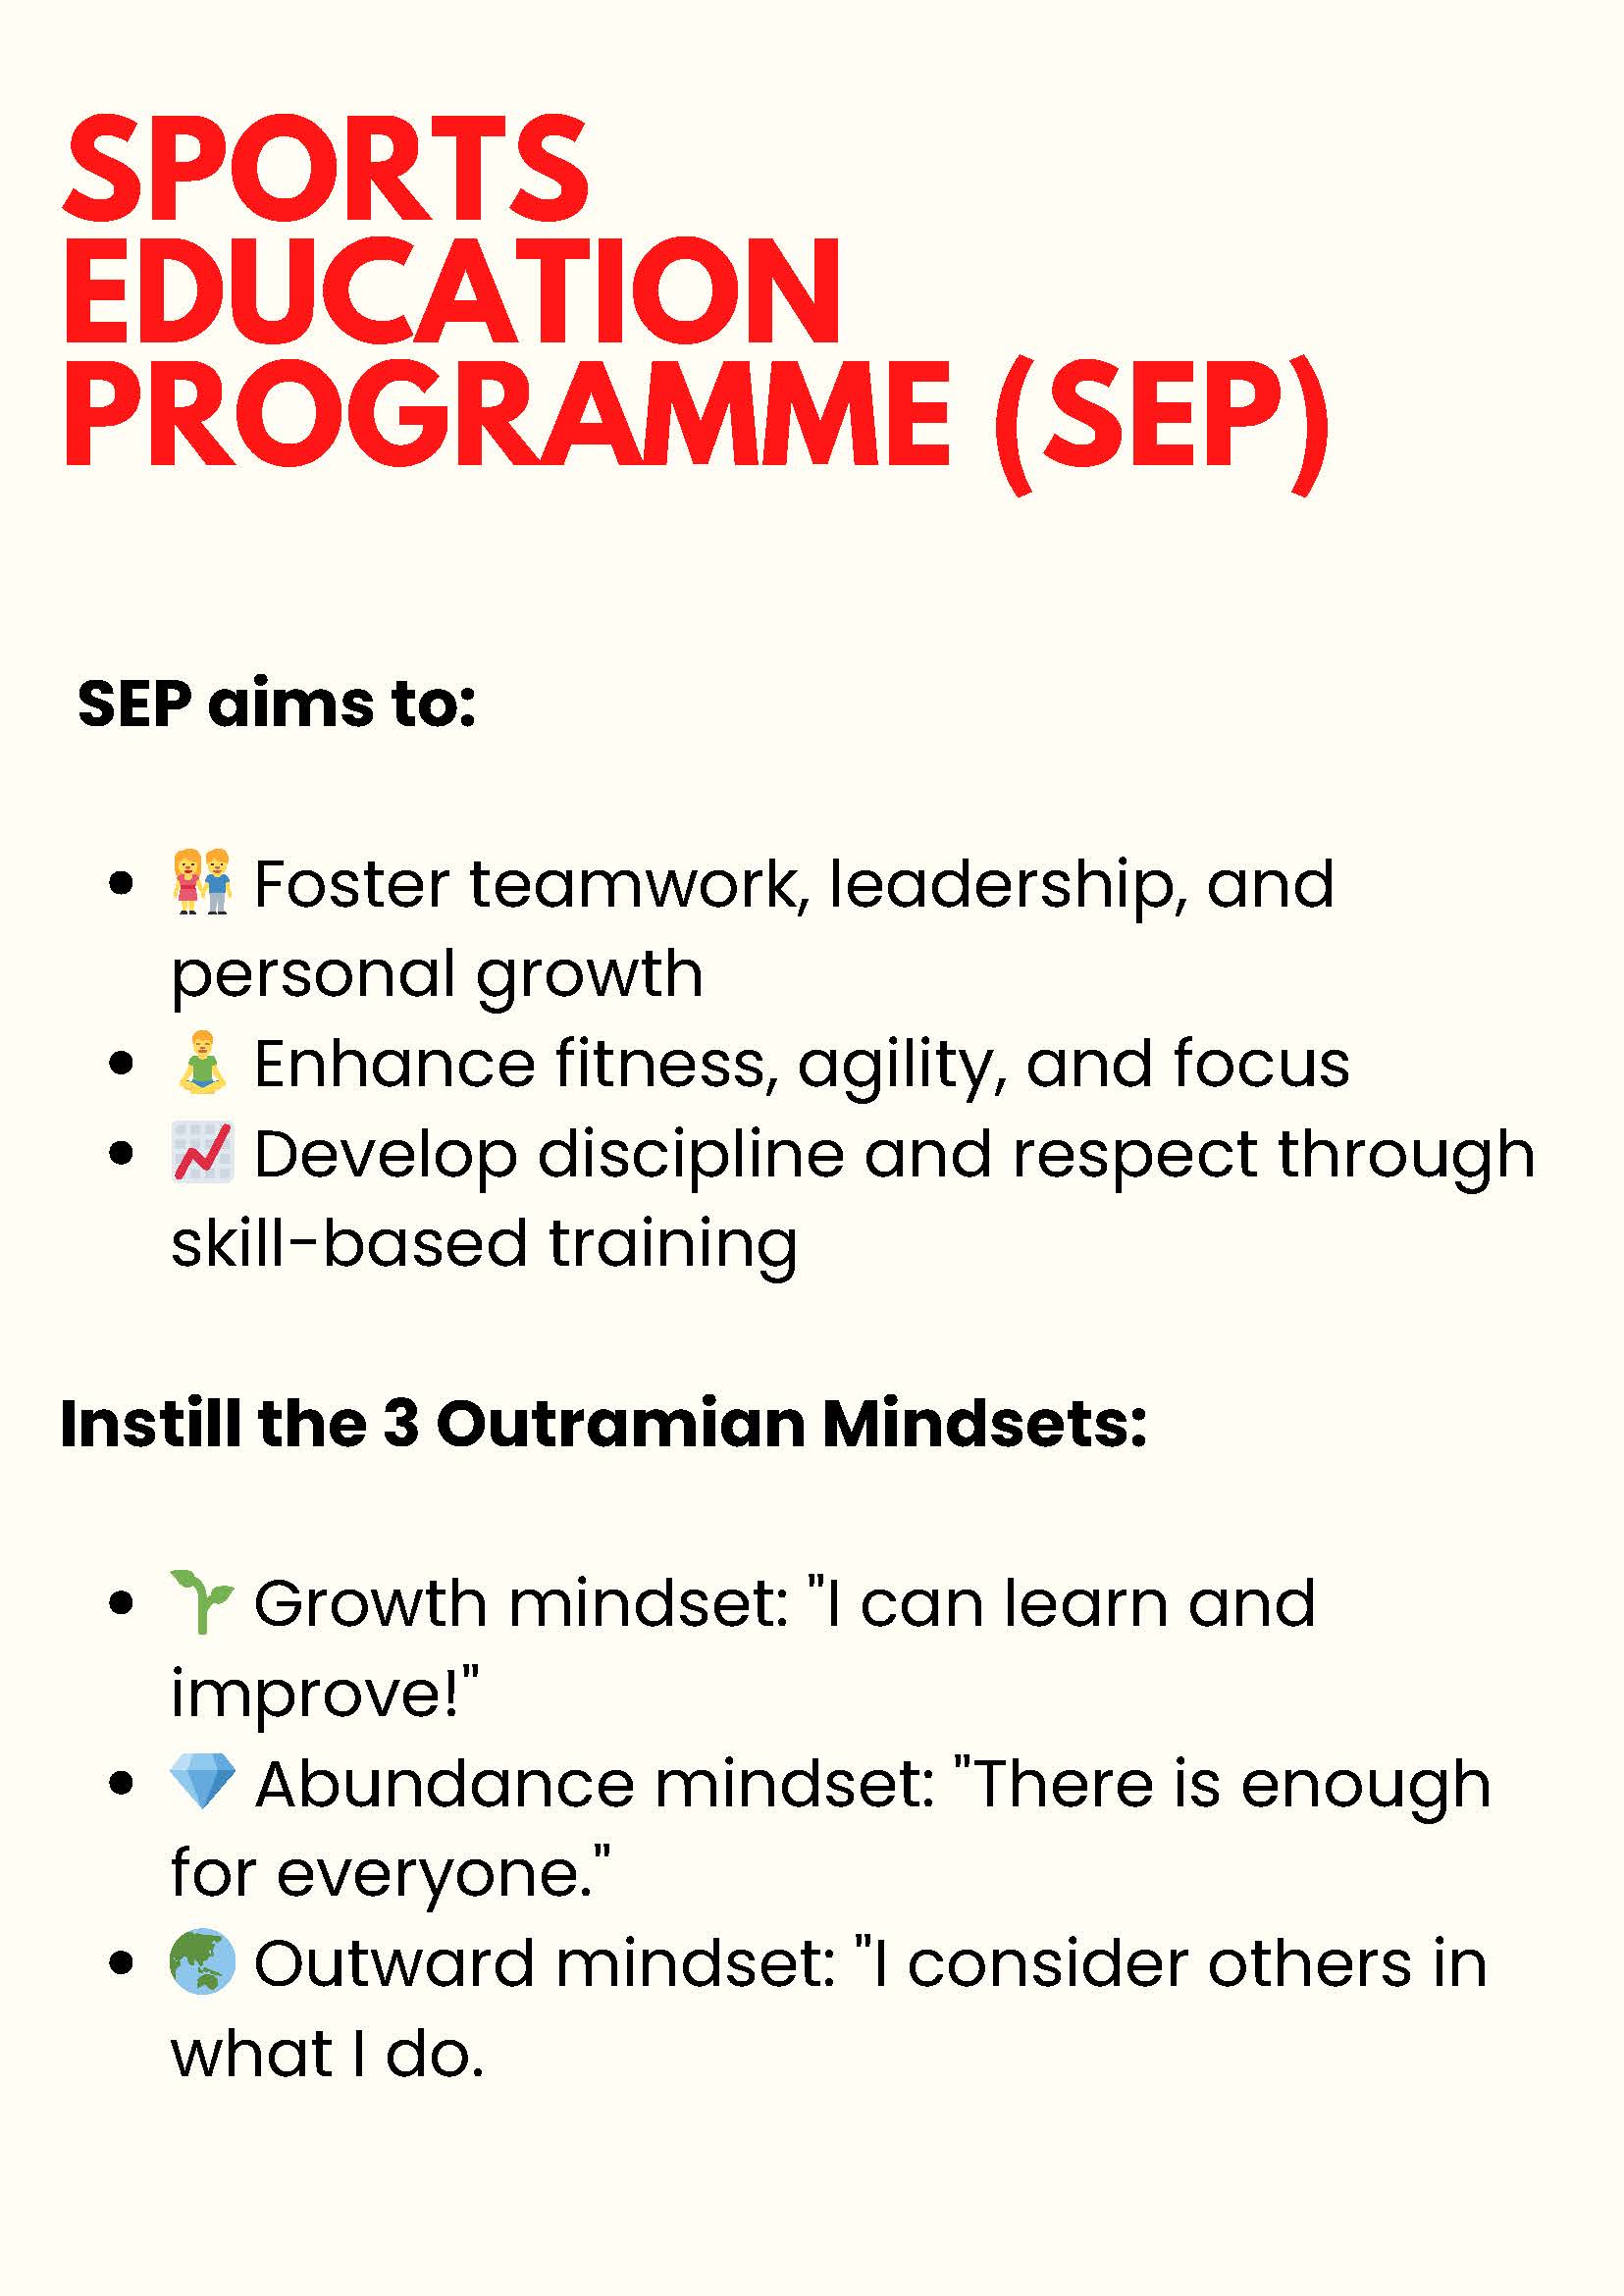 SPORTS
EDUCATION
PROGRAMME (SEP)
SEP aims to:
• 👫 Foster teamwork, leadership, and
personal growth
• 🧘‍♂️ Enhance fitness, agility, and focus
• 📈 Develop discipline and respect through
skill-based training
Instill the 3 Outramian Mindsets:
• 🌱 Growth mindset: "I can learn and
improve!"
• 💎 Abundance mindset: "There is enough
for everyone."
• 🌏 Outward mindset: "I consider others in
what I do.